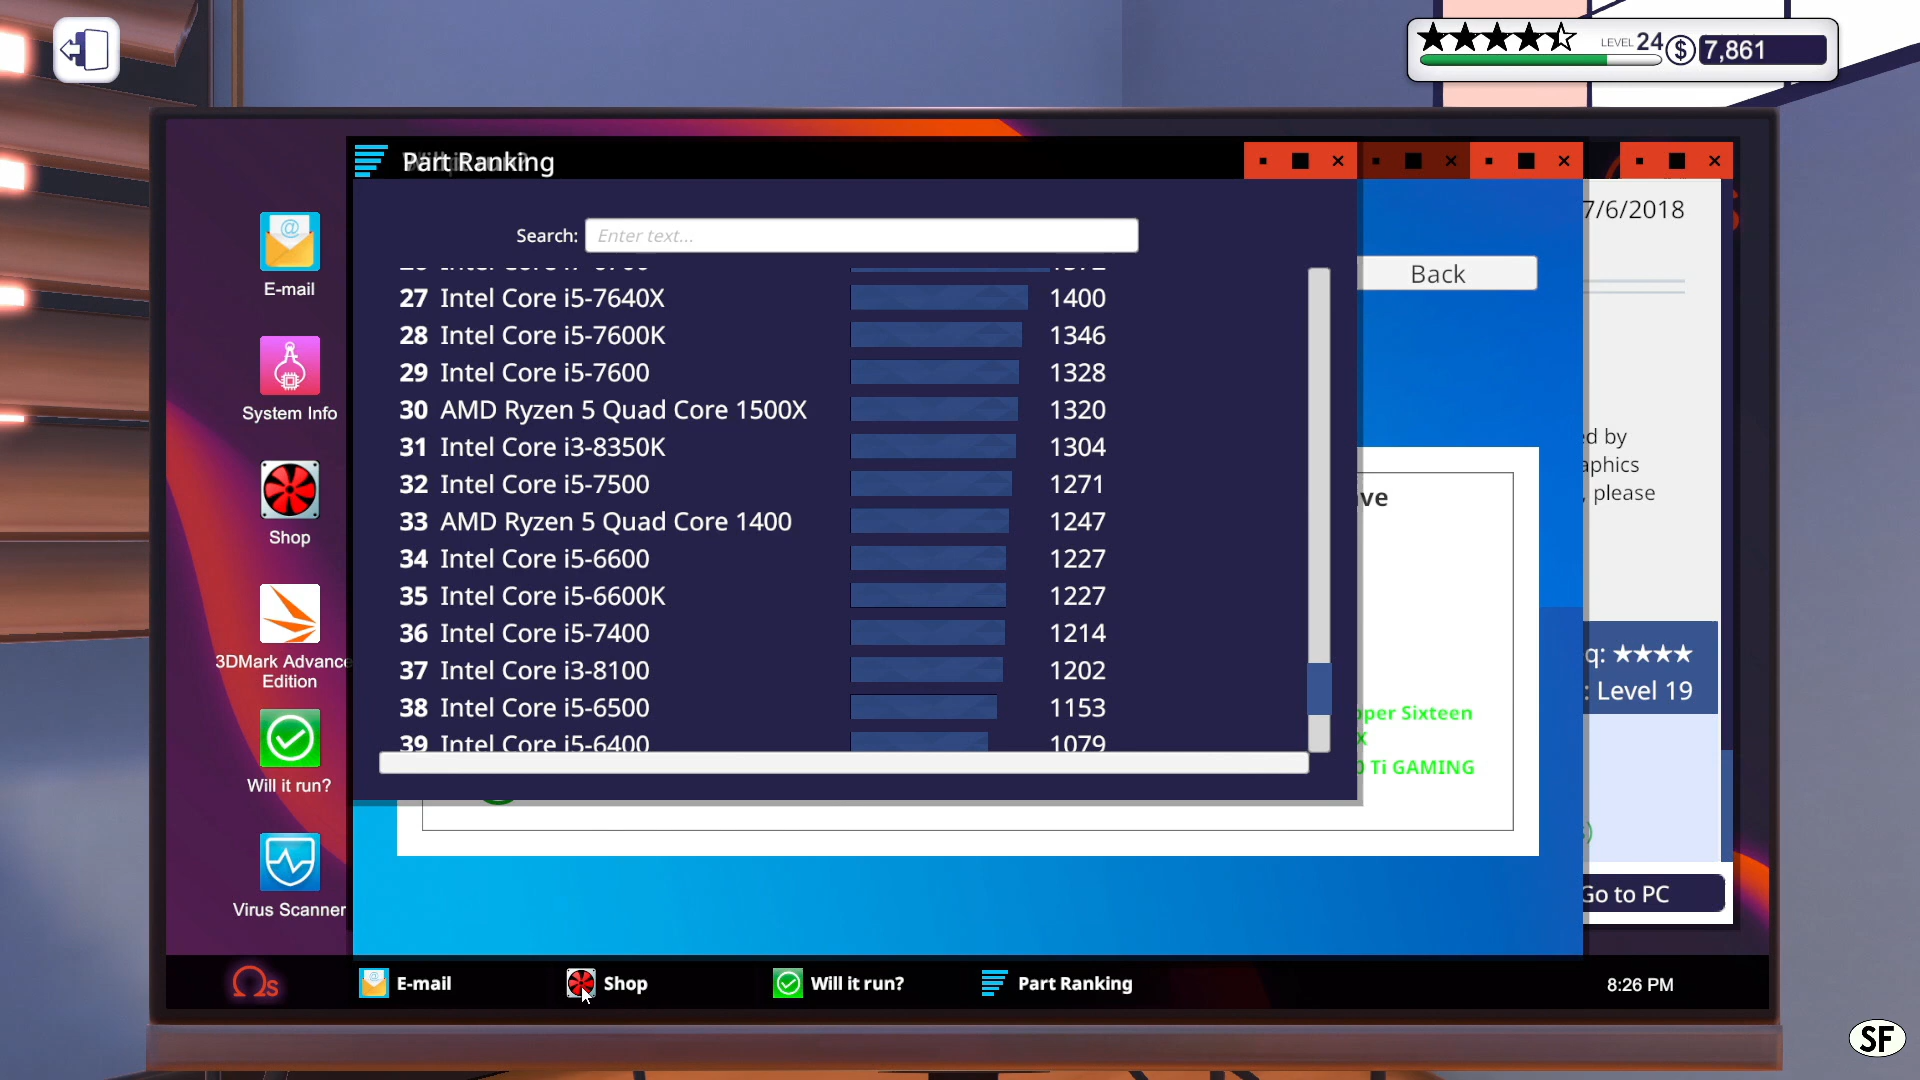 LEVEL 24 $ 7,861
Part Ranking
7/6/2018
Search: Enter text...
Back
27 Intel Core i5-7640X 1400
28 Intel Core i5-7600K 1346
29 Intel Core i5-7600 1328
30 AMD Ryzen 5 Quad Core 1500X 1320
31 Intel Core i3-8350K 1304
32 Intel Core i5-7500 1271
33 AMD Ryzen 5 Quad Core 1400 1247
34 Intel Core i5-6600 1227
35 Intel Core i5-6600K 1227
36 Intel Core i5-7400 1214
37 Intel Core i3-8100 1202
38 Intel Core i5-6500 1153
39 Intel Core i5-6400 1079
E-mail
System Info
Shop
3DMark Advance
Edition
Will it run?
Virus Scanner
ve
ed by
aphics
, please
q: ★★★★
: Level 19
pper Sixteen
X
0 Ti GAMING
Go to PC
Ωs
E-mail
Shop
Will it run?
Part Ranking
8:26 PM
SF